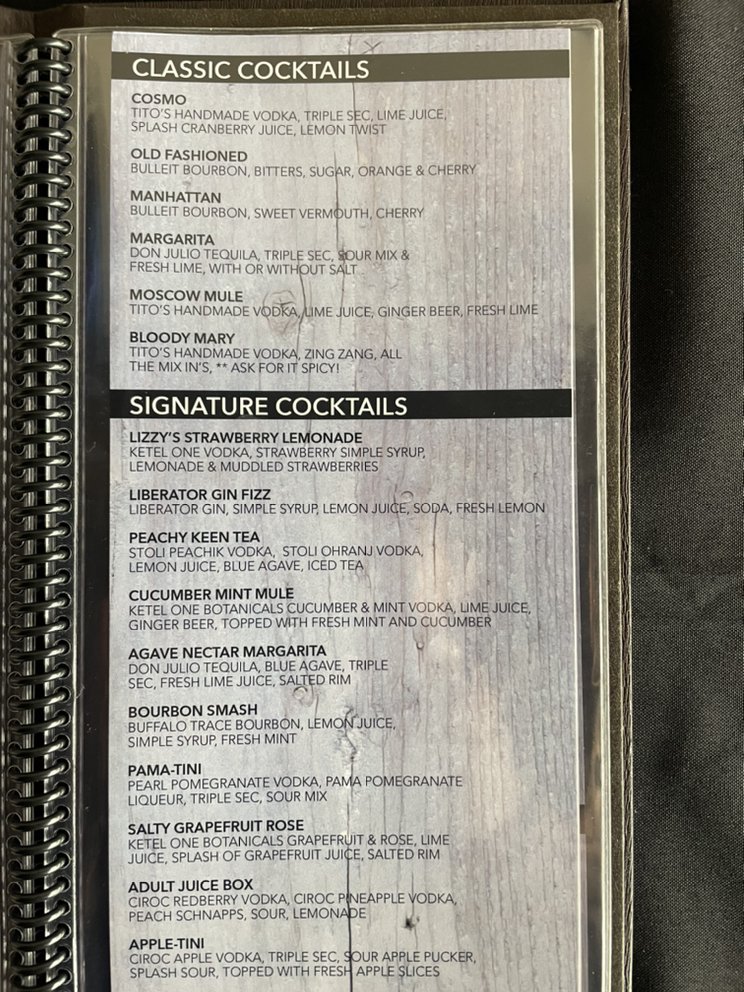 CLASSIC COCKTAILS
COSMO
TITO'S HANDMADE VODKA, TRIPLE SEC, LIME JUICE,
SPLASH CRANBERRY JUICE, LEMON TWIST
OLD FASHIONED
BULLEIT BOURBON, BITTERS, SUGAR, ORANGE & CHERRY
MANHATTAN
BULLEIT BOURBON, SWEET VERMOUTH, CHERRY
MARGARITA
DON JULIO TEQUILA, TRIPLE SEC, SOUR MIX &
FRESH LIME, WITH OR WITHOUT SALT
MOSCOW MULE
TITO'S HANDMADE VODKA, LIME JUICE, GINGER BEER, FRESH LIME
BLOODY MARY
TITO'S HANDMADE VODKA, ZING ZANG, ALL
THE MIX IN'S, ** ASK FOR IT SPICY!
SIGNATURE COCKTAILS
LIZZY'S STRAWBERRY LEMONADE
KETEL ONE VODKA, STRAWBERRY SIMPLE SYRUP,
LEMONADE & MUDDLED STRAWBERRIES
LIBERATOR GIN FIZZ
LIBERATOR GIN, SIMPLE SYRUP, LEMON JUICE, SODA, FRESH LEMON
PEACHY KEEN TEA
STOLI PEACHIK VODKA, STOLI OHRANJ VODKA,
LEMON JUICE, BLUE AGAVE, ICED TEA
CUCUMBER MINT MULE
KETEL ONE BOTANICALS CUCUMBER & MINT VODKA, LIME JUICE,
GINGER BEER, TOPPED WITH FRESH MINT AND CUCUMBER
AGAVE NECTAR MARGARITA
DON JULIO TEQUILA, BLUE AGAVE, TRIPLE
SEC, FRESH LIME JUICE, SALTED RIM
BOURBON SMASH
BUFFALO TRACE BOURBON, LEMON JUICE,
SIMPLE SYRUP, FRESH MINT
PAMA-TINI
PEARL POMEGRANATE VODKA, PAMA POMEGRANATE
LIQUEUR, TRIPLE SEC, SOUR MIX
SALTY GRAPEFRUIT ROSE
KETEL ONE BOTANICALS GRAPEFRUIT & ROSE, LIME
JUICE, SPLASH OF GRAPEFRUIT JUICE, SALTED RIM
ADULT JUICE BOX
CIROC REDBERRY VODKA, CIROC PINEAPPLE VODKA,
PEACH SCHNAPPS, SOUR, LEMONADE
APPLE-TINI
CIROC APPLE VODKA, TRIPLE SEC, SOUR APPLE PUCKER,
SPLASH SOUR, TOPPED WITH FRESH APPLE SLICES